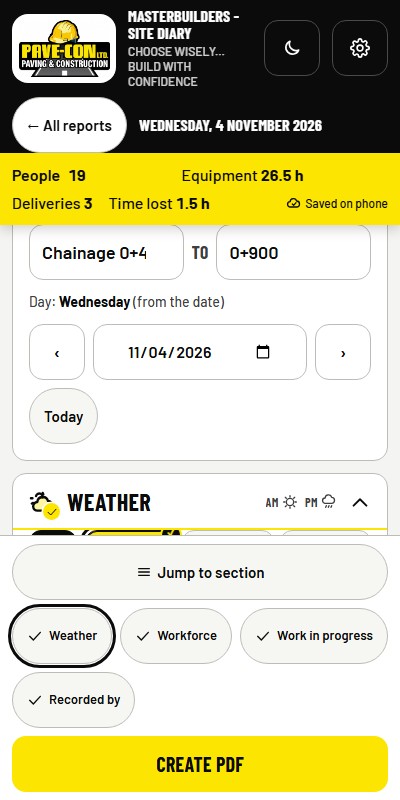 PAVE-CON LTD.
PAVING & CONSTRUCTION
MASTERBUILDERS - SITE DIARY
CHOOSE WISELY... BUILD WITH CONFIDENCE
← All reports
WEDNESDAY, 4 NOVEMBER 2026
People 19
Equipment 26.5 h
Deliveries 3
Time lost 1.5 h
Saved on phone
Chainage 0+4
TO
0+900
Day: Wednesday (from the date)
‹
11/04/2026
›
Today
WEATHER
AM
PM
Jump to section
Weather
Workforce
Work in progress
Recorded by
CREATE PDF